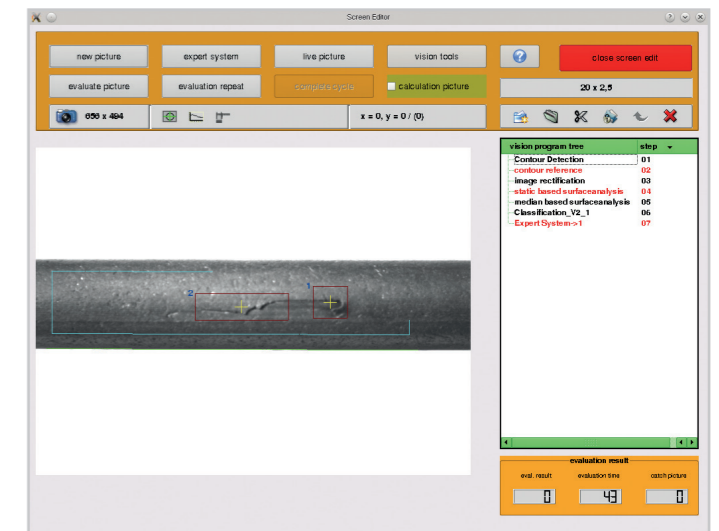 Screen Editor
new picture
expert system
live picture
vision tools
close screen edit
evaluate picture
evaluation repeat
complete cycle
calculation picture
20 x 2,5
656 x 494
x = 0, y = 0 / {0}
vision program tree step
Contour Detection 01
contour reference 02
image rectification 03
static based surfaceanalysis 04
median based surfaceanalysis 05
Classification_V2_1 06
Expert System->1 07
2
1
evaluation result
eval. result
evaluation time
catch picture
0
43
0